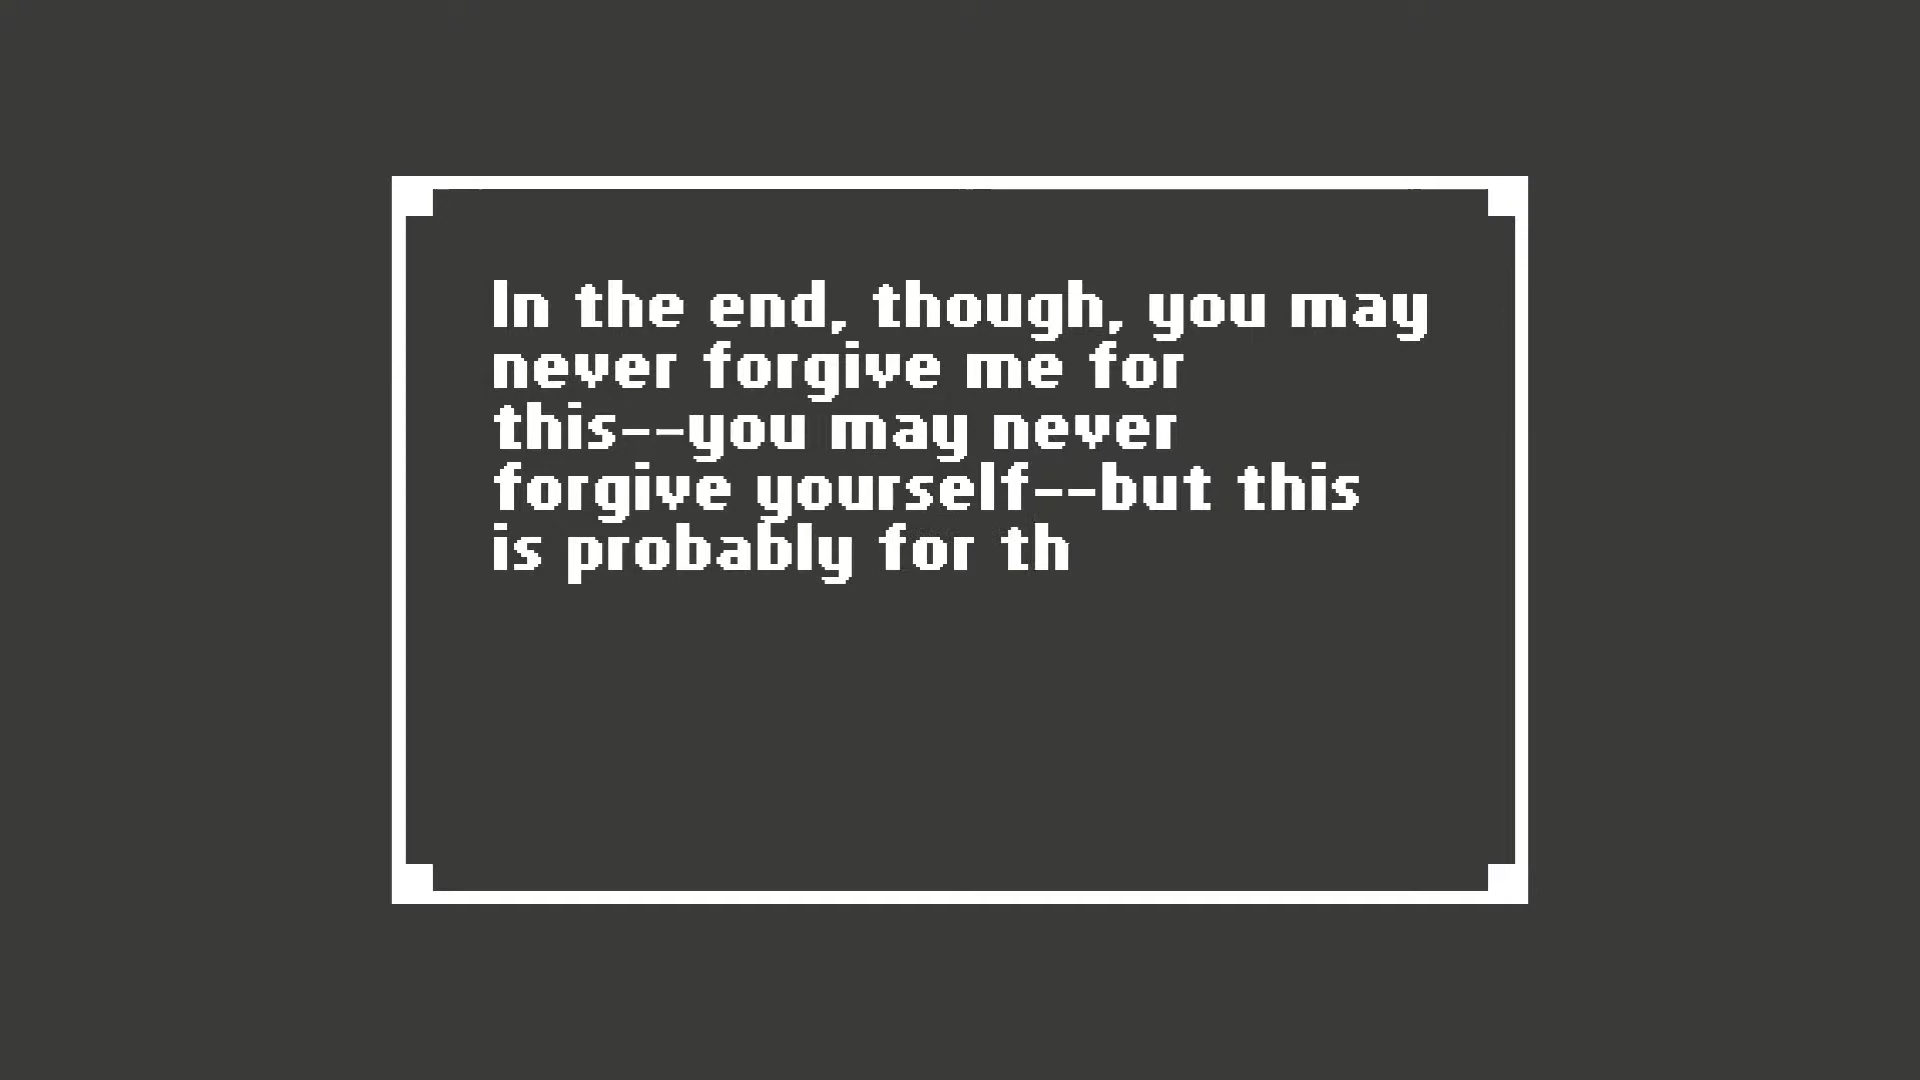 In the end, though, you may
never forgive me for
this--you may never
forgive yourself--but this
is probably for th